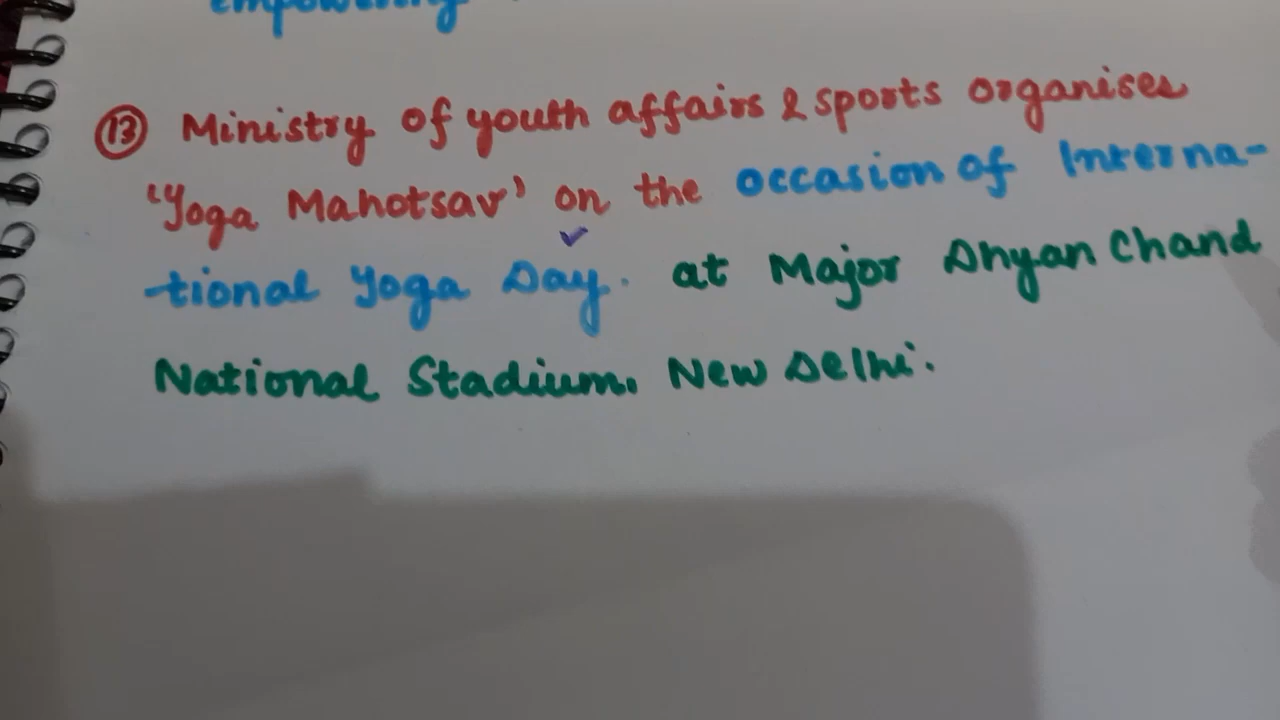 empowering
⑬ Ministry of youth affairs & sports organises
'Yoga Mahotsav' on the occasion of Interna-
tional Yoga Day. at Major Dhyan Chand
National Stadium. New Delhi.